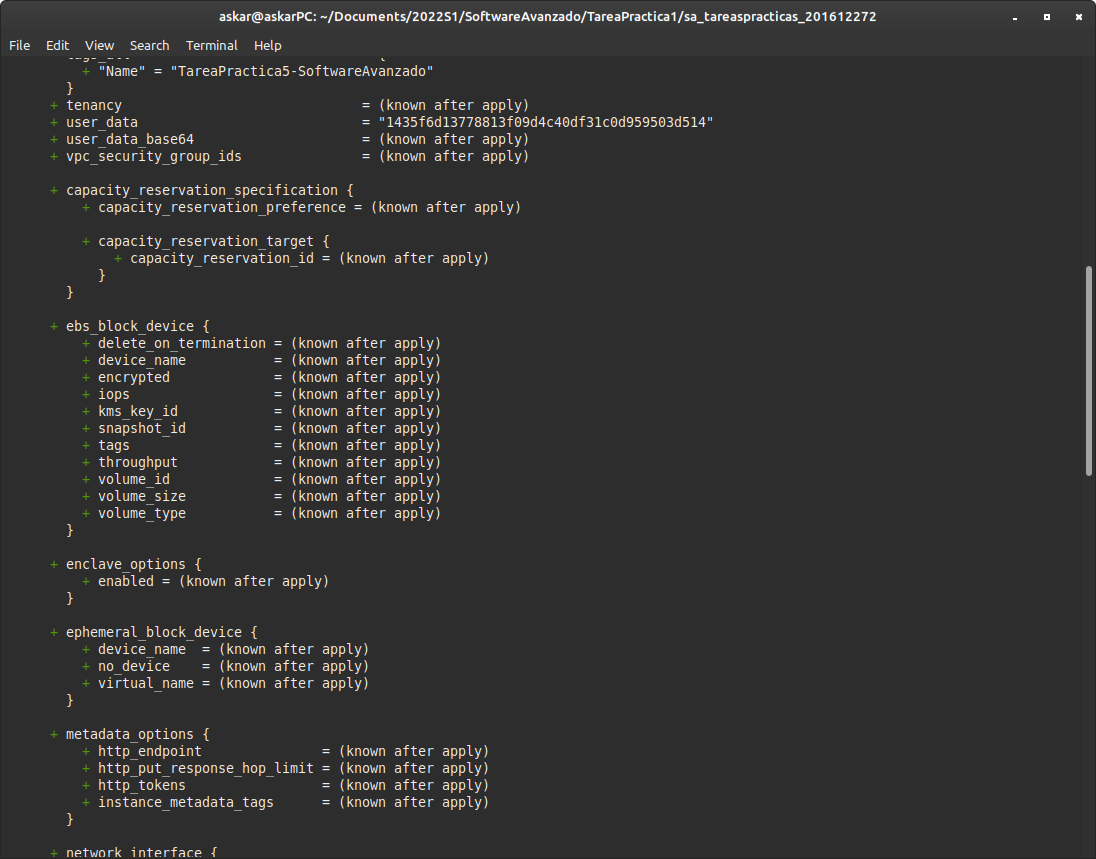 askar@askarPC: ~/Documents/2022S1/SoftwareAvanzado/TareaPractica1/sa_tareaspracticas_201612272
File Edit View Search Terminal Help
+ "Name" = "TareaPractica5-SoftwareAvanzado"
}
+ tenancy = (known after apply)
+ user_data = "1435f6d13778813f09d4c40df31c0d959503d514"
+ user_data_base64 = (known after apply)
+ vpc_security_group_ids = (known after apply)
+ capacity_reservation_specification {
+ capacity_reservation_preference = (known after apply)
+ capacity_reservation_target {
+ capacity_reservation_id = (known after apply)
}
}
+ ebs_block_device {
+ delete_on_termination = (known after apply)
+ device_name = (known after apply)
+ encrypted = (known after apply)
+ iops = (known after apply)
+ kms_key_id = (known after apply)
+ snapshot_id = (known after apply)
+ tags = (known after apply)
+ throughput = (known after apply)
+ volume_id = (known after apply)
+ volume_size = (known after apply)
+ volume_type = (known after apply)
}
+ enclave_options {
+ enabled = (known after apply)
}
+ ephemeral_block_device {
+ device_name = (known after apply)
+ no_device = (known after apply)
+ virtual_name = (known after apply)
}
+ metadata_options {
+ http_endpoint = (known after apply)
+ http_put_response_hop_limit = (known after apply)
+ http_tokens = (known after apply)
+ instance_metadata_tags = (known after apply)
}
+ network_interface {